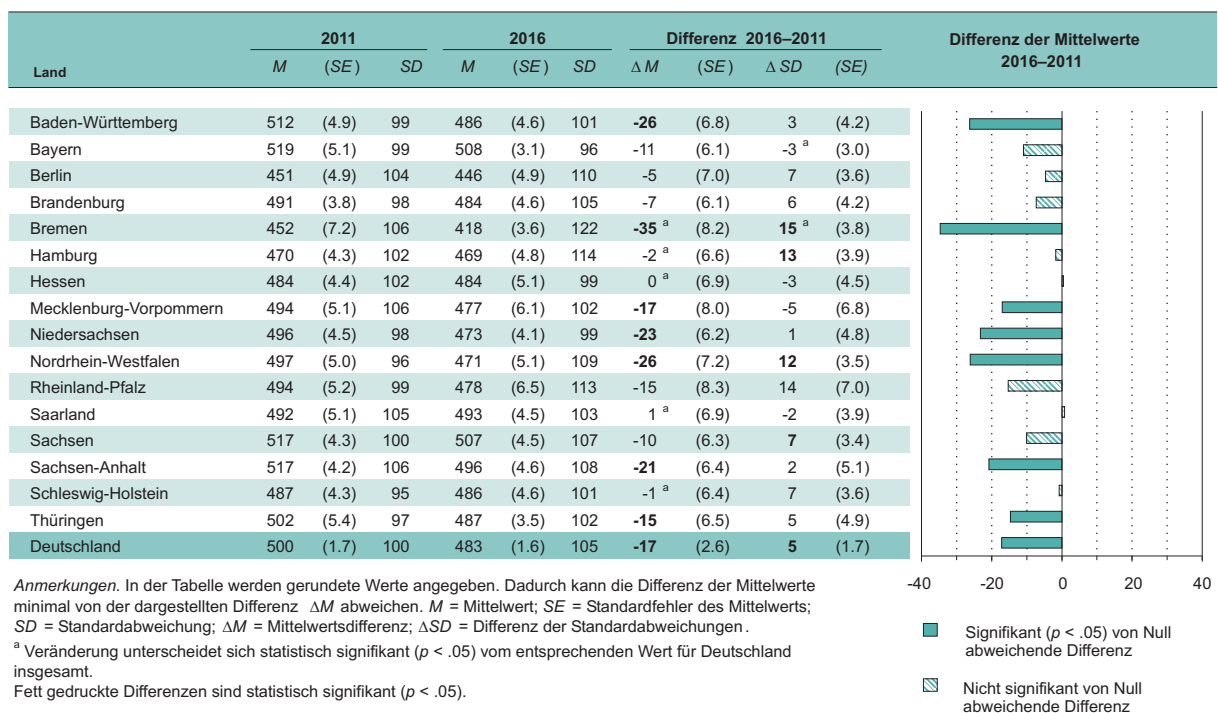 2011 2016 Differenz 2016–2011 Differenz der Mittelwerte
2016–2011
Land M (SE) SD M (SE) SD Δ M (SE) Δ SD (SE)
Baden-Württemberg 512 (4.9) 99 486 (4.6) 101 -26 (6.8) 3 (4.2)
Bayern 519 (5.1) 99 508 (3.1) 96 -11 (6.1) -3 a (3.0)
Berlin 451 (4.9) 104 446 (4.9) 110 -5 (7.0) 7 (3.6)
Brandenburg 491 (3.8) 98 484 (4.6) 105 -7 (6.1) 6 (4.2)
Bremen 452 (7.2) 106 418 (3.6) 122 -35 a (8.2) 15 a (3.8)
Hamburg 470 (4.3) 102 469 (4.8) 114 -2 a (6.6) 13 (3.9)
Hessen 484 (4.4) 102 484 (5.1) 99 0 a (6.9) -3 (4.5)
Mecklenburg-Vorpommern 494 (5.1) 106 477 (6.1) 102 -17 (8.0) -5 (6.8)
Niedersachsen 496 (4.5) 98 473 (4.1) 99 -23 (6.2) 1 (4.8)
Nordrhein-Westfalen 497 (5.0) 96 471 (5.1) 109 -26 (7.2) 12 (3.5)
Rheinland-Pfalz 494 (5.2) 99 478 (6.5) 113 -15 (8.3) 14 (7.0)
Saarland 492 (5.1) 105 493 (4.5) 103 1 a (6.9) -2 (3.9)
Sachsen 517 (4.3) 100 507 (4.5) 107 -10 (6.3) 7 (3.4)
Sachsen-Anhalt 517 (4.2) 106 496 (4.6) 108 -21 (6.4) 2 (5.1)
Schleswig-Holstein 487 (4.3) 95 486 (4.6) 101 -1 a (6.4) 7 (3.6)
Thüringen 502 (5.4) 97 487 (3.5) 102 -15 (6.5) 5 (4.9)
Deutschland 500 (1.7) 100 483 (1.6) 105 -17 (2.6) 5 (1.7)
-40 -20 0 20 40
Anmerkungen. In der Tabelle werden gerundete Werte angegeben. Dadurch kann die Differenz der Mittelwerte
minimal von der dargestellten Differenz ΔM abweichen. M = Mittelwert; SE = Standardfehler des Mittelwerts;
SD = Standardabweichung; ΔM = Mittelwertsdifferenz; ΔSD = Differenz der Standardabweichungen.
a Veränderung unterscheidet sich statistisch signifikant (p < .05) vom entsprechenden Wert für Deutschland
insgesamt.
Fett gedruckte Differenzen sind statistisch signifikant (p < .05).
Signifikant (p < .05) von Null
abweichende Differenz
Nicht signifikant von Null
abweichende Differenz